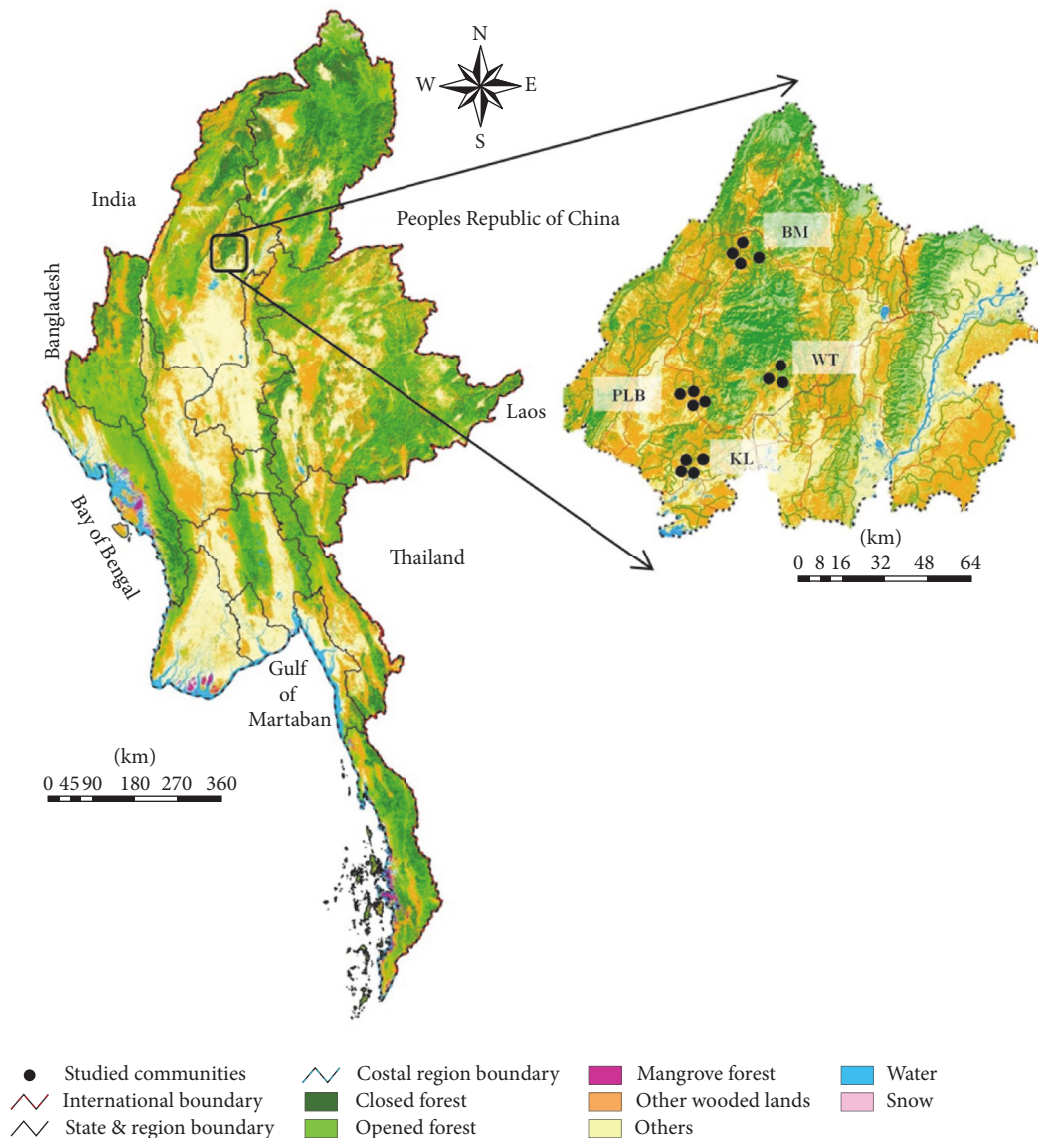 N
W E
S
India
Peoples Republic of China
Bangladesh
Laos
Bay of Bengal
Thailand
Gulf
of
Martaban
(km)
0 45 90 180 270 360
BM
WT
PLB
KL
(km)
0 8 16 32 48 64
Studied communities
International boundary
State & region boundary
Costal region boundary
Closed forest
Opened forest
Mangrove forest
Other wooded lands
Others
Water
Snow